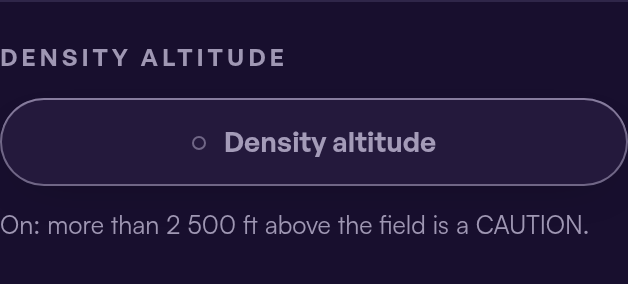 DENSITY ALTITUDE
Density altitude
On: more than 2 500 ft above the field is a CAUTION.